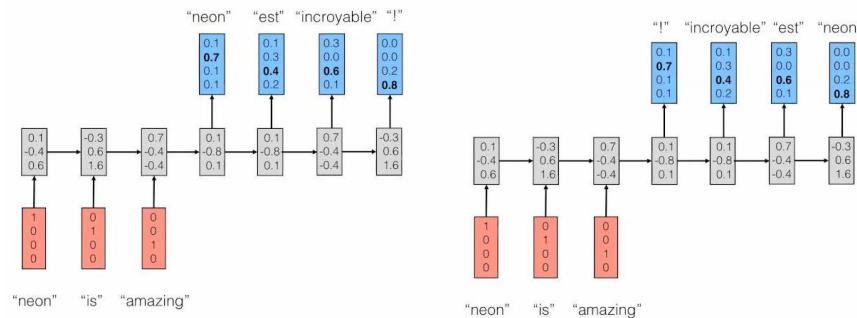 “neon” “est” “incroyable” “!”
0.1 0.1 0.3 0.0
0.7 0.3 0.0 0.0
0.1 0.4 0.6 0.2
0.1 0.2 0.1 0.8
0.1 -0.3 0.7 0.1 0.1 0.7 -0.3
-0.4 0.6 -0.4 -0.8 -0.8 -0.4 0.6
0.6 1.6 -0.4 0.1 0.1 -0.4 1.6
1 0 0
0 1 0
0 0 1
0 0 0
“neon” “is” “amazing”
“!” “incroyable” “est” “neon
0.1 0.1 0.3 0.0
0.7 0.3 0.0 0.0
0.1 0.4 0.6 0.2
0.1 0.2 0.1 0.8
0.1 -0.3 0.7 0.1 0.1 0.7 -0.3
-0.4 0.6 -0.4 -0.8 -0.8 -0.4 0.6
0.6 1.6 -0.4 0.1 0.1 -0.4 1.6
1 0 0
0 1 0
0 0 1
0 0 0
“neon” “is” “amazing”